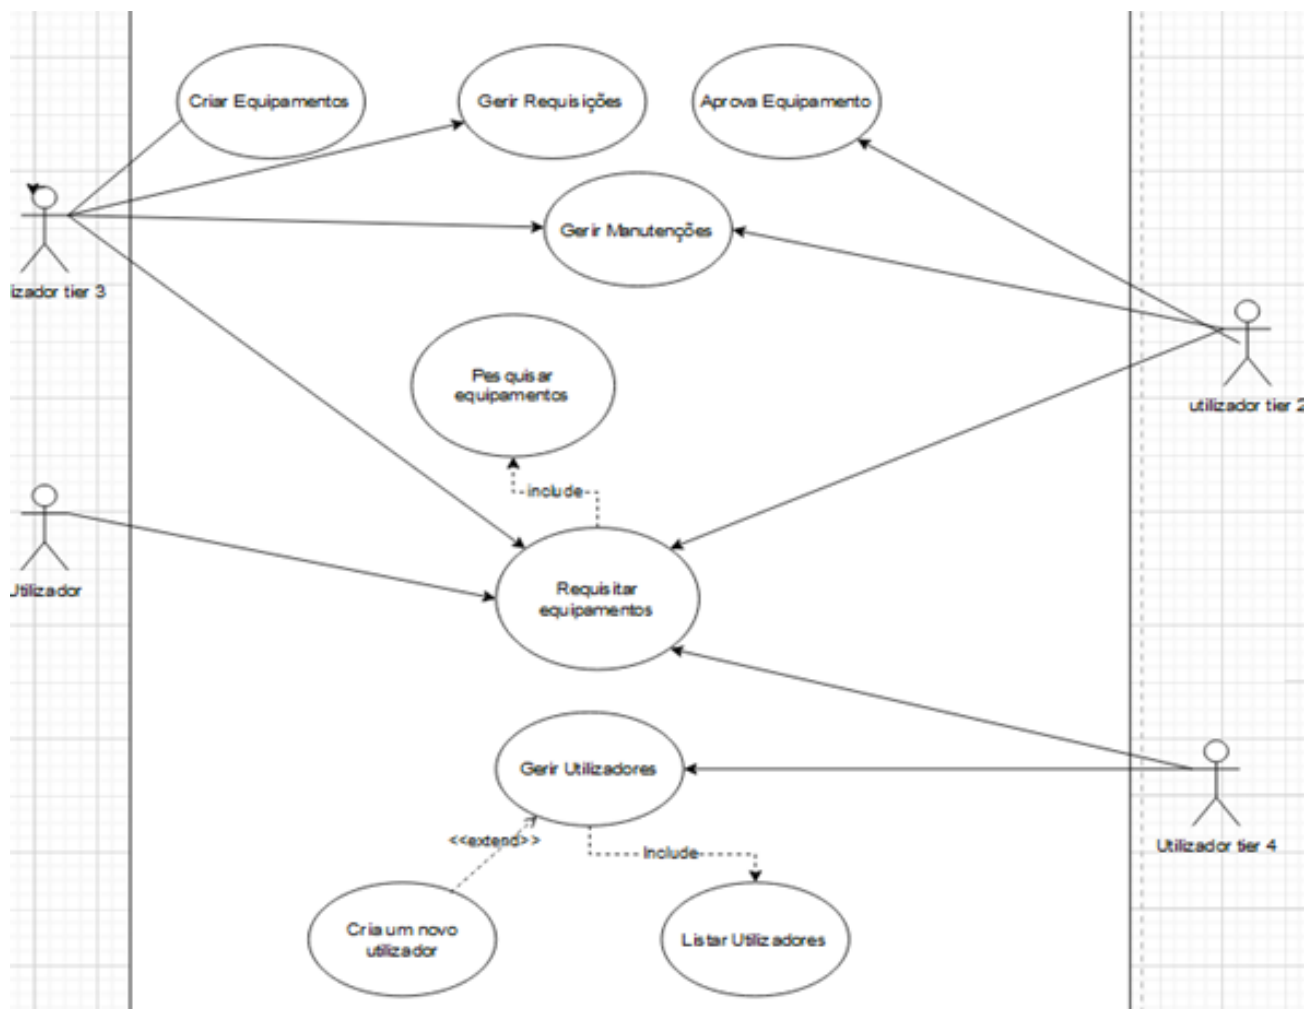 Criar Equipamentos
Gerir Requisições
Aprova Equipamento
Gerir Manutenções
izador tier 3
Pesquisar
equipamentos
utilizador tier 2
include
Utilizador
Requisitar
equipamentos
Gerir Utilizadores
<<extend>>
Include
Utilizador tier 4
Cria um novo
utilizador
Listar Utilizadores